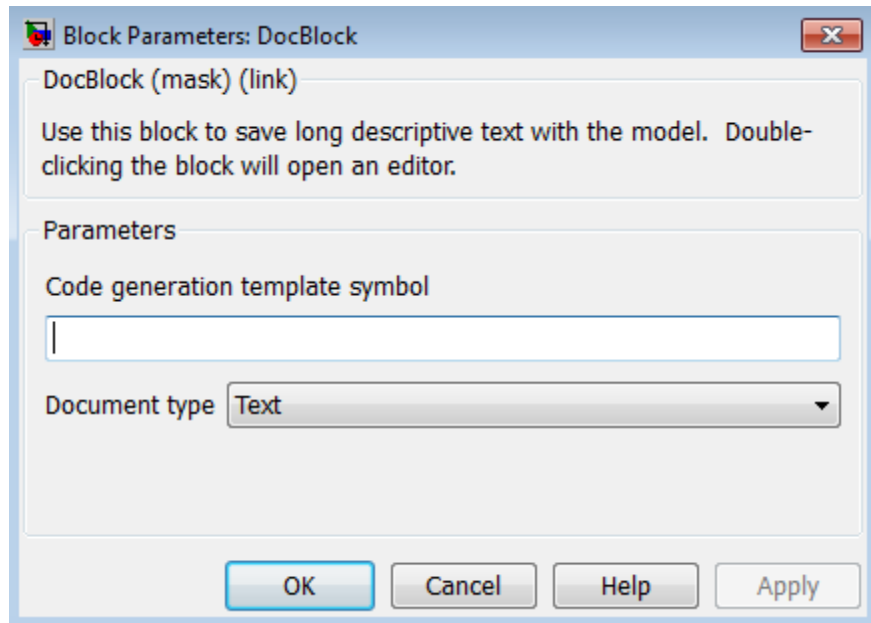 Block Parameters: DocBlock
DocBlock (mask) (link)
Use this block to save long descriptive text with the model.  Double-
clicking the block will open an editor.
Parameters
Code generation template symbol
Document type Text
OK Cancel Help Apply